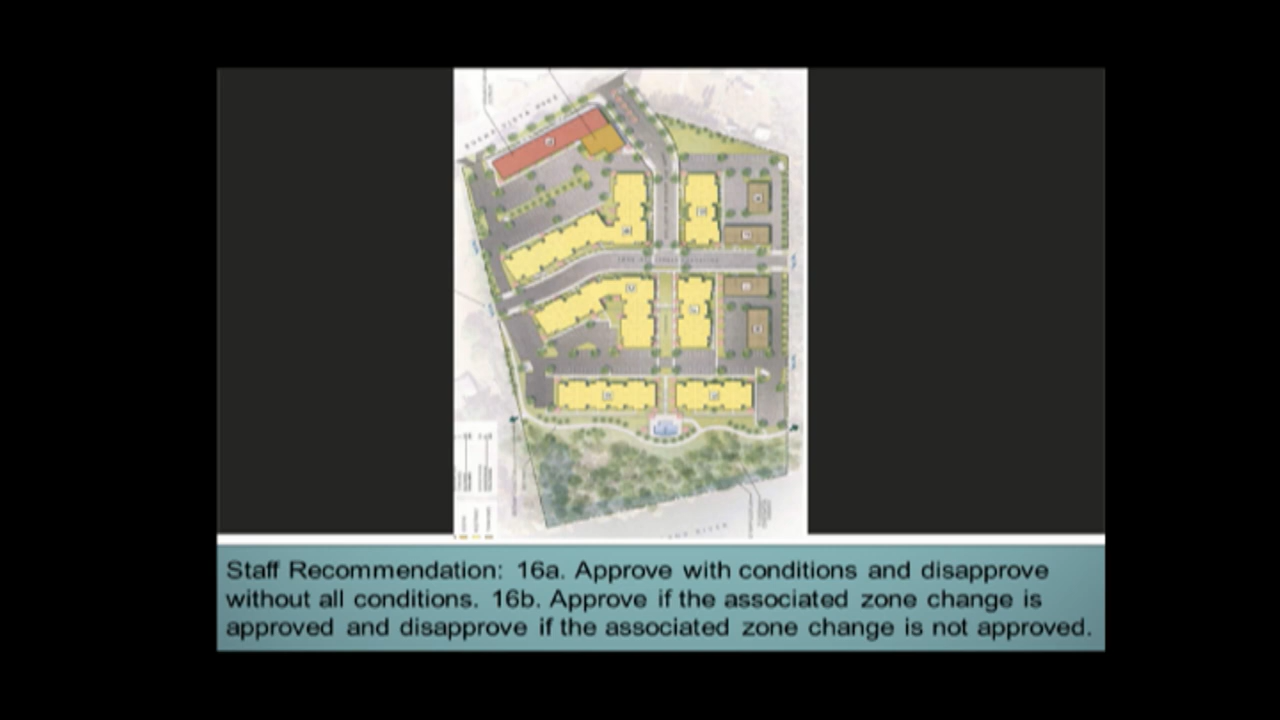 Staff Recommendation: 16a. Approve with conditions and disapprove
without all conditions. 16b. Approve if the associated zone change is
approved and disapprove if the associated zone change is not approved.